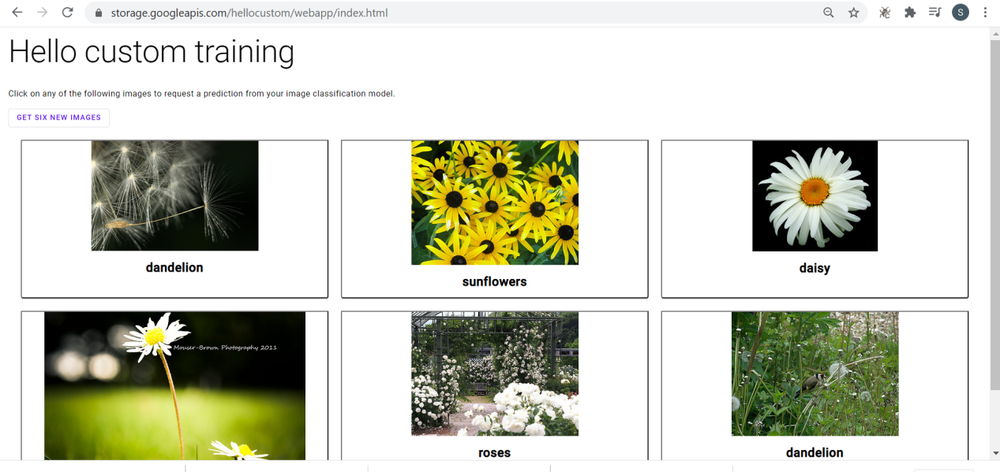 storage.googleapis.com/hellocustom/webapp/index.html
S
Hello custom training
Click on any of the following images to request a prediction from your image classification model.
GET SIX NEW IMAGES
dandelion
sunflowers
daisy
Mouser-Brown Photography 2011
roses
dandelion